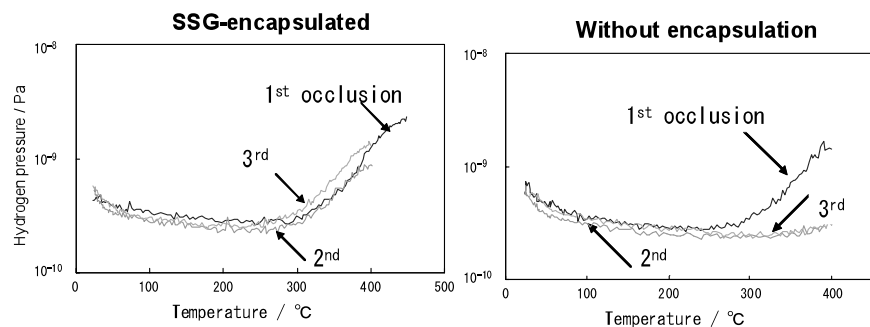 SSG-encapsulated
Hydrogen pressure / Pa
10⁻⁸
10⁻⁹
10⁻¹⁰
1ˢᵗ occlusion
3ʳᵈ
2nd
0 100 200 300 400 500
Temperature / ℃
Without encapsulation
10⁻⁸
10⁻⁹
10⁻¹⁰
1ˢᵗ occlusion
3ʳᵈ
2nd
0 100 200 300 400
Temperature / ℃